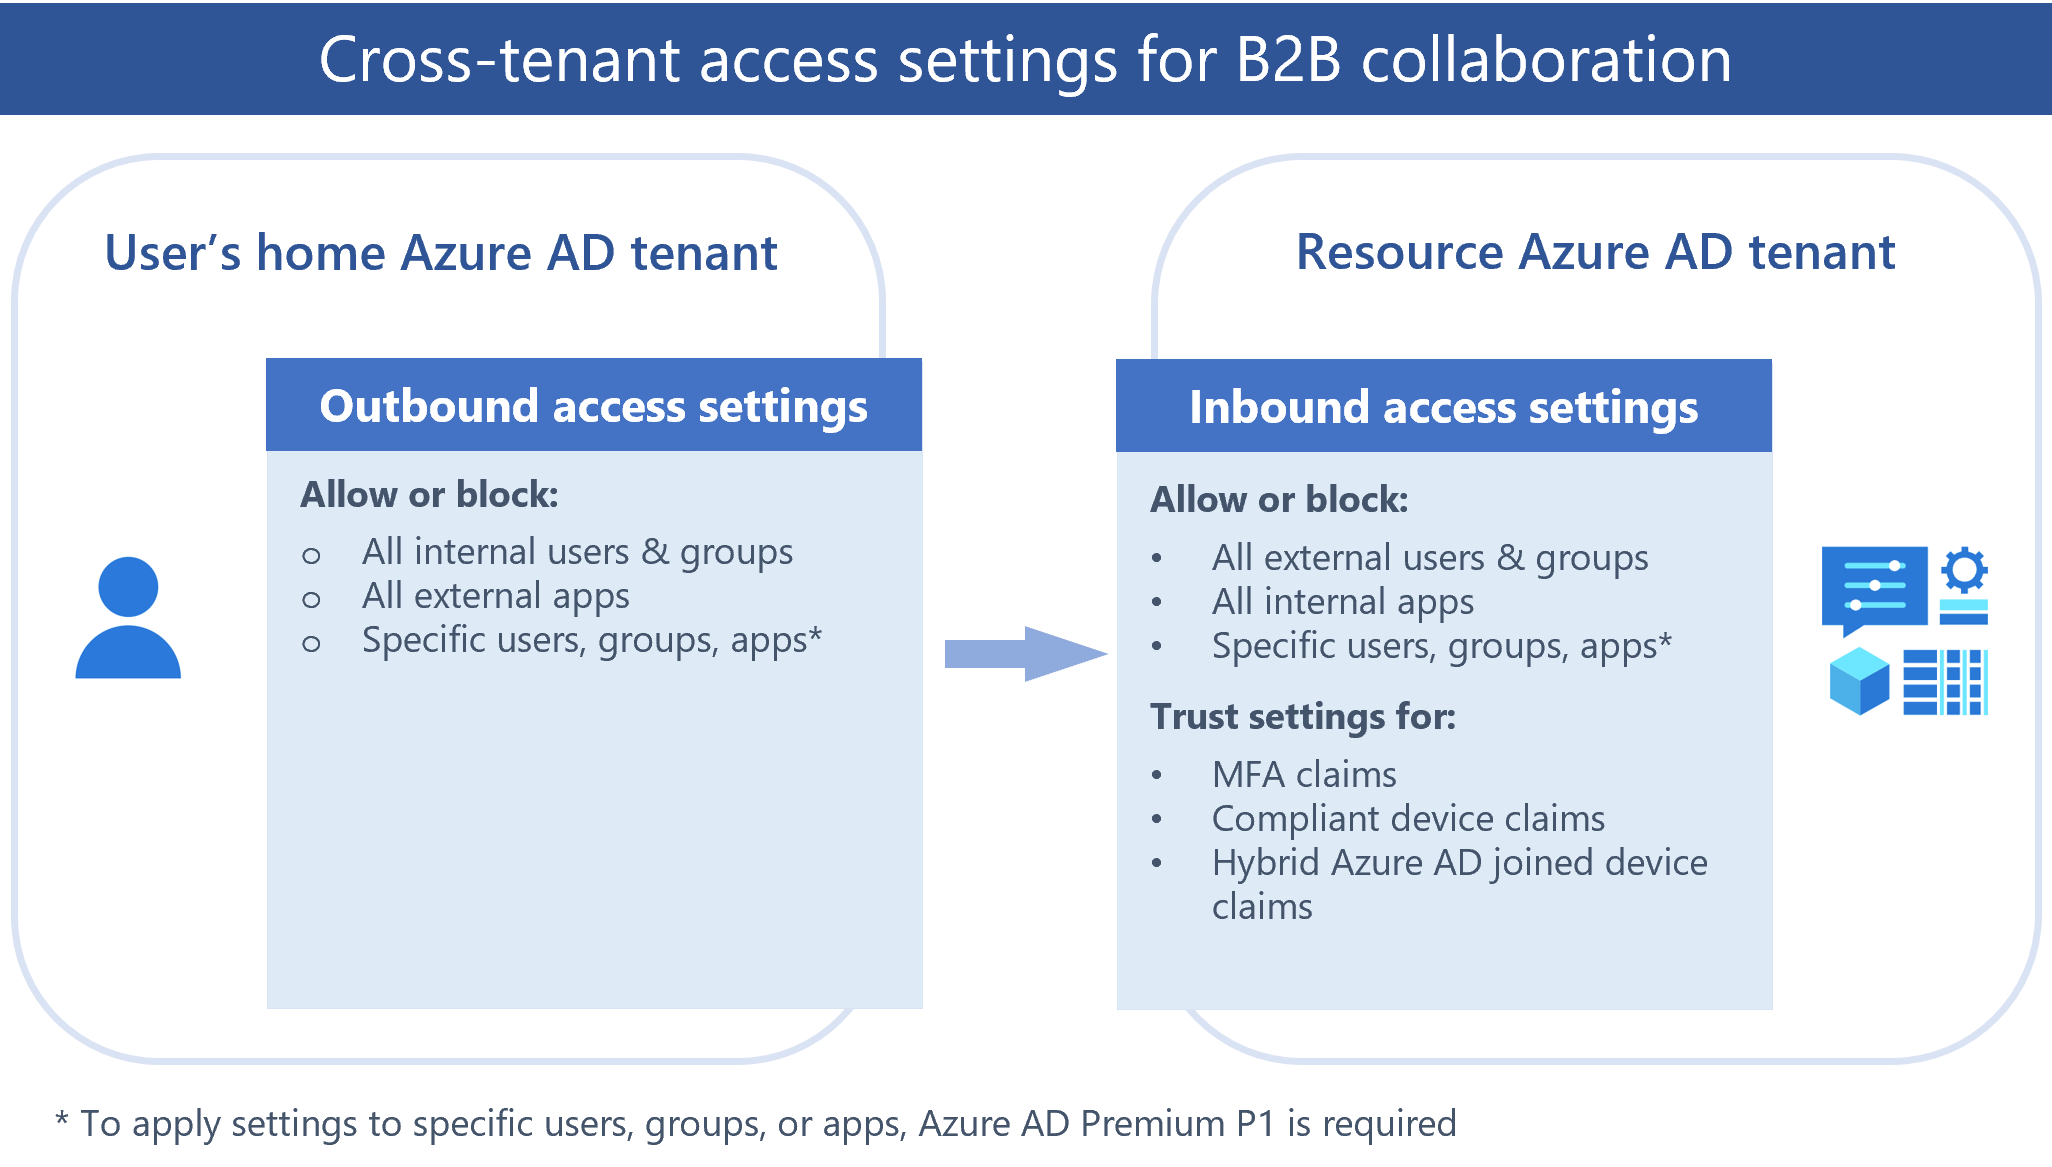 Cross-tenant access settings for B2B collaboration
User’s home Azure AD tenant
Outbound access settings
Allow or block:
o All internal users & groups
o All external apps
o Specific users, groups, apps*
Resource Azure AD tenant
Inbound access settings
Allow or block:
• All external users & groups
• All internal apps
• Specific users, groups, apps*
Trust settings for:
• MFA claims
• Compliant device claims
• Hybrid Azure AD joined device
claims
* To apply settings to specific users, groups, or apps, Azure AD Premium P1 is required